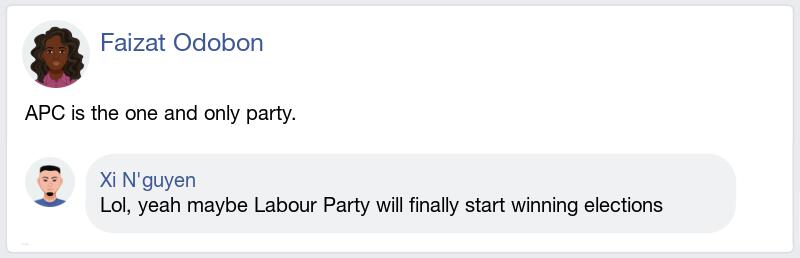 Faizat Odobon
APC is the one and only party.
Xi N'guyen
Lol, yeah maybe Labour Party will finally start winning elections